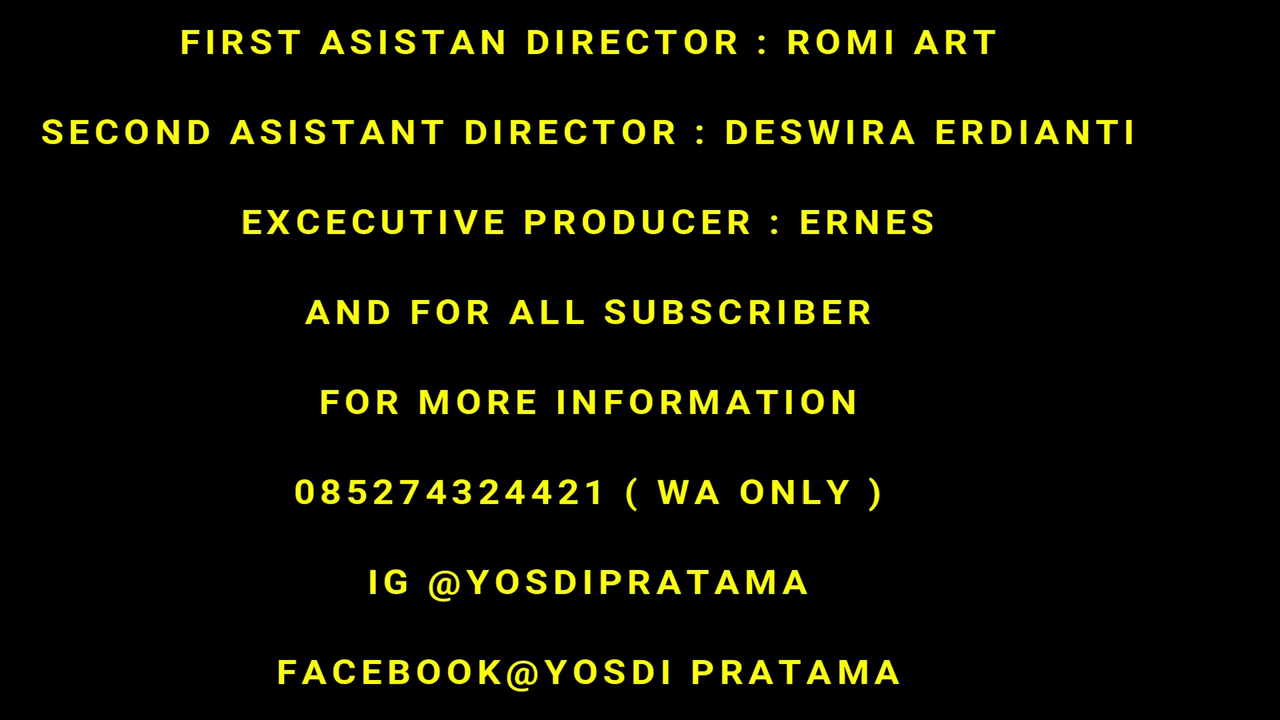 FIRST ASISTAN DIRECTOR : ROMI ART
SECOND ASISTANT DIRECTOR : DESWIRA ERDIANTI
EXCECUTIVE PRODUCER : ERNES
AND FOR ALL SUBSCRIBER
FOR MORE INFORMATION
085274324421 ( WA ONLY )
IG @YOSDIPRATAMA
FACEBOOK@YOSDI PRATAMA